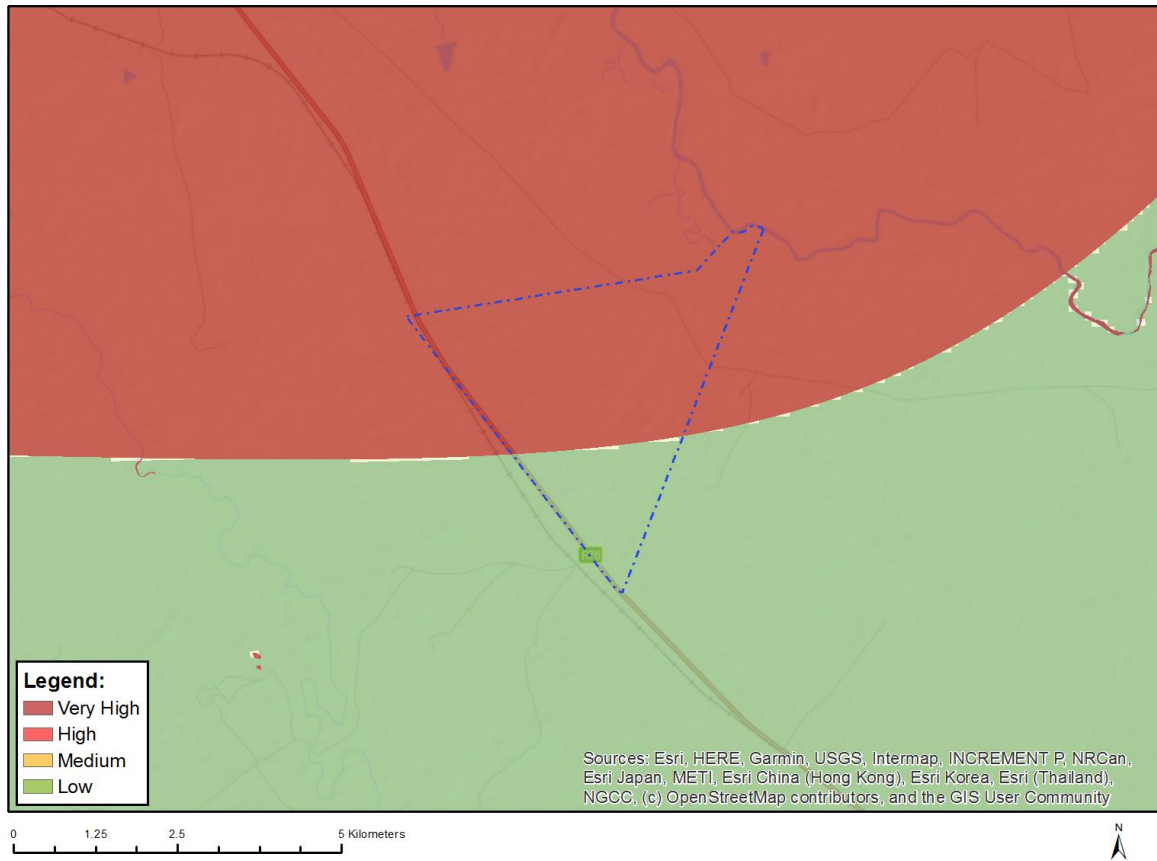 Legend:
Very High
High
Medium
Low
Sources: Esri, HERE, Garmin, USGS, Intermap, INCREMENT P, NRCan,
Esri Japan, METI, Esri China (Hong Kong), Esri Korea, Esri (Thailand),
NGCC, (c) OpenStreetMap contributors, and the GIS User Community
0 1.25 2.5 5 Kilometers
N